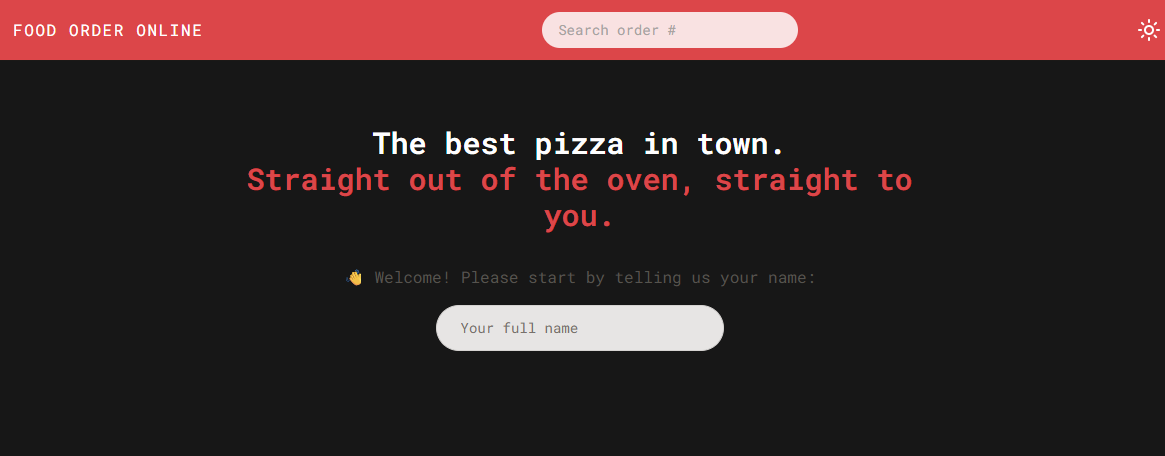 FOOD ORDER ONLINE
Search order #
The best pizza in town.
Straight out of the oven, straight to
you.
👋 Welcome! Please start by telling us your name:
Your full name